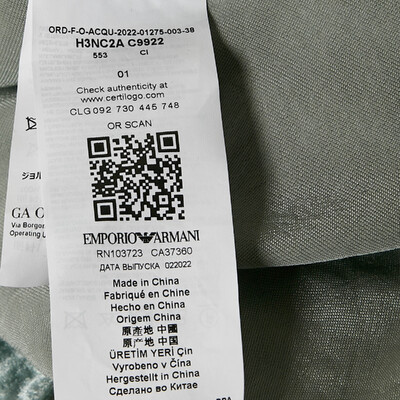 ORD-F-O-ACQU-2022-01275-003-38
H3NC2A C9922
553 CI
01
Check authenticity at
www.certilogo.com
CLG 092 730 445 748
OR SCAN
EMPORIO ARMANI
RN103723 CA37360
ДАТА ВЫПУСКА 022022
Made in China
Fabriqué en Chine
Hecho en China
Origem China
原產地 中國
原产地 中国
ÜRETİM YERİ Çin
Vyrobeno v Čína
Hergestellt in China
Сделано во Китае
ジョル
GA O
Via Borgon
Operating L